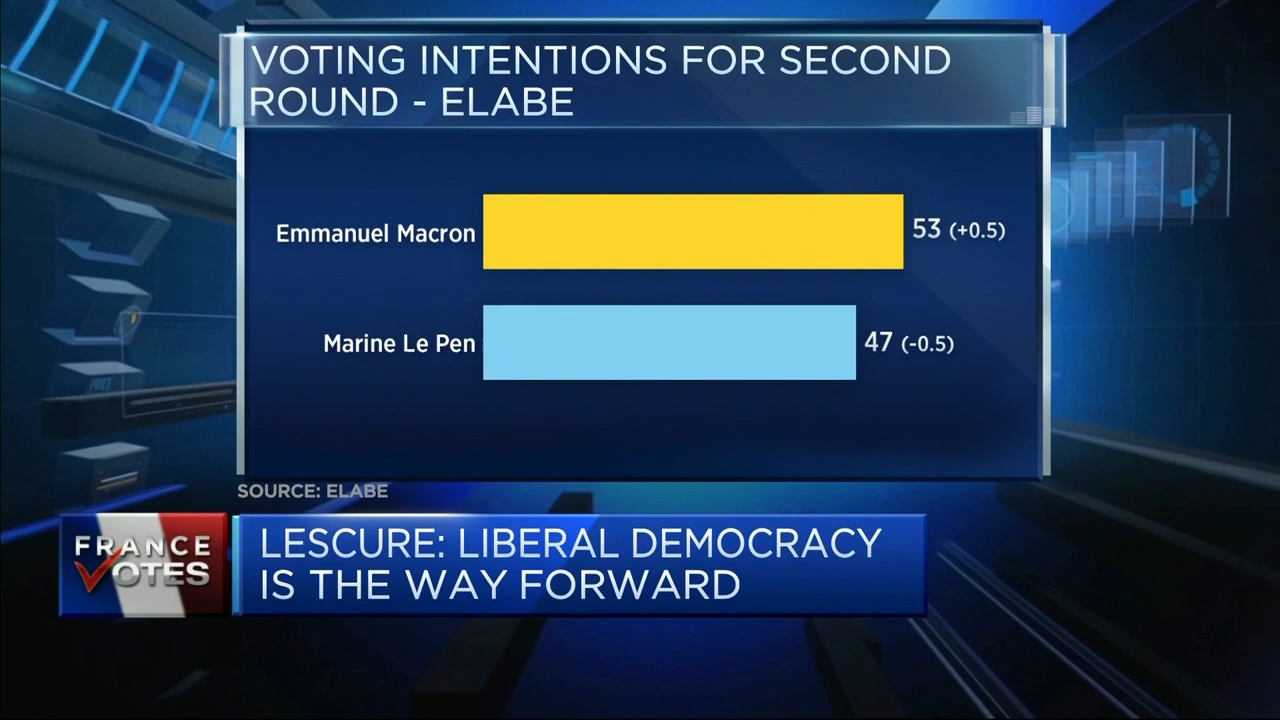 VOTING INTENTIONS FOR SECOND
ROUND - ELABE
Emmanuel Macron 53 (+0.5)
Marine Le Pen 47 (-0.5)
SOURCE: ELABE
FRANCE
VOTES
LESCURE: LIBERAL DEMOCRACY
IS THE WAY FORWARD